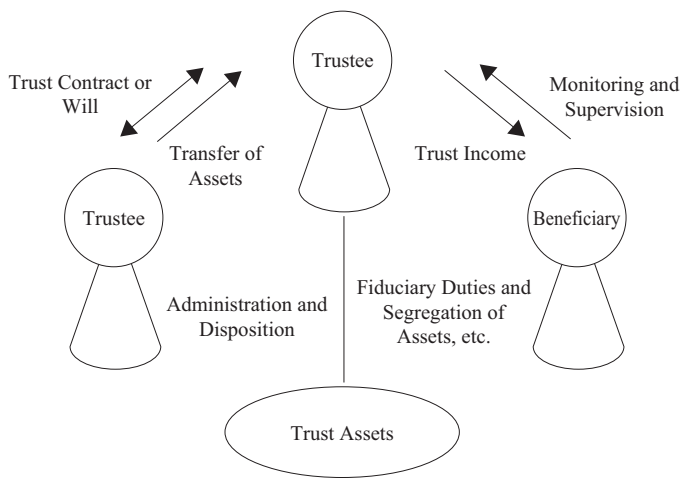 Trustee
Trust Contract or
Will
Monitoring and
Supervision
Transfer of
Assets
Trust Income
Trustee
Beneficiary
Administration and
Disposition
Fiduciary Duties and
Segregation of
Assets, etc.
Trust Assets